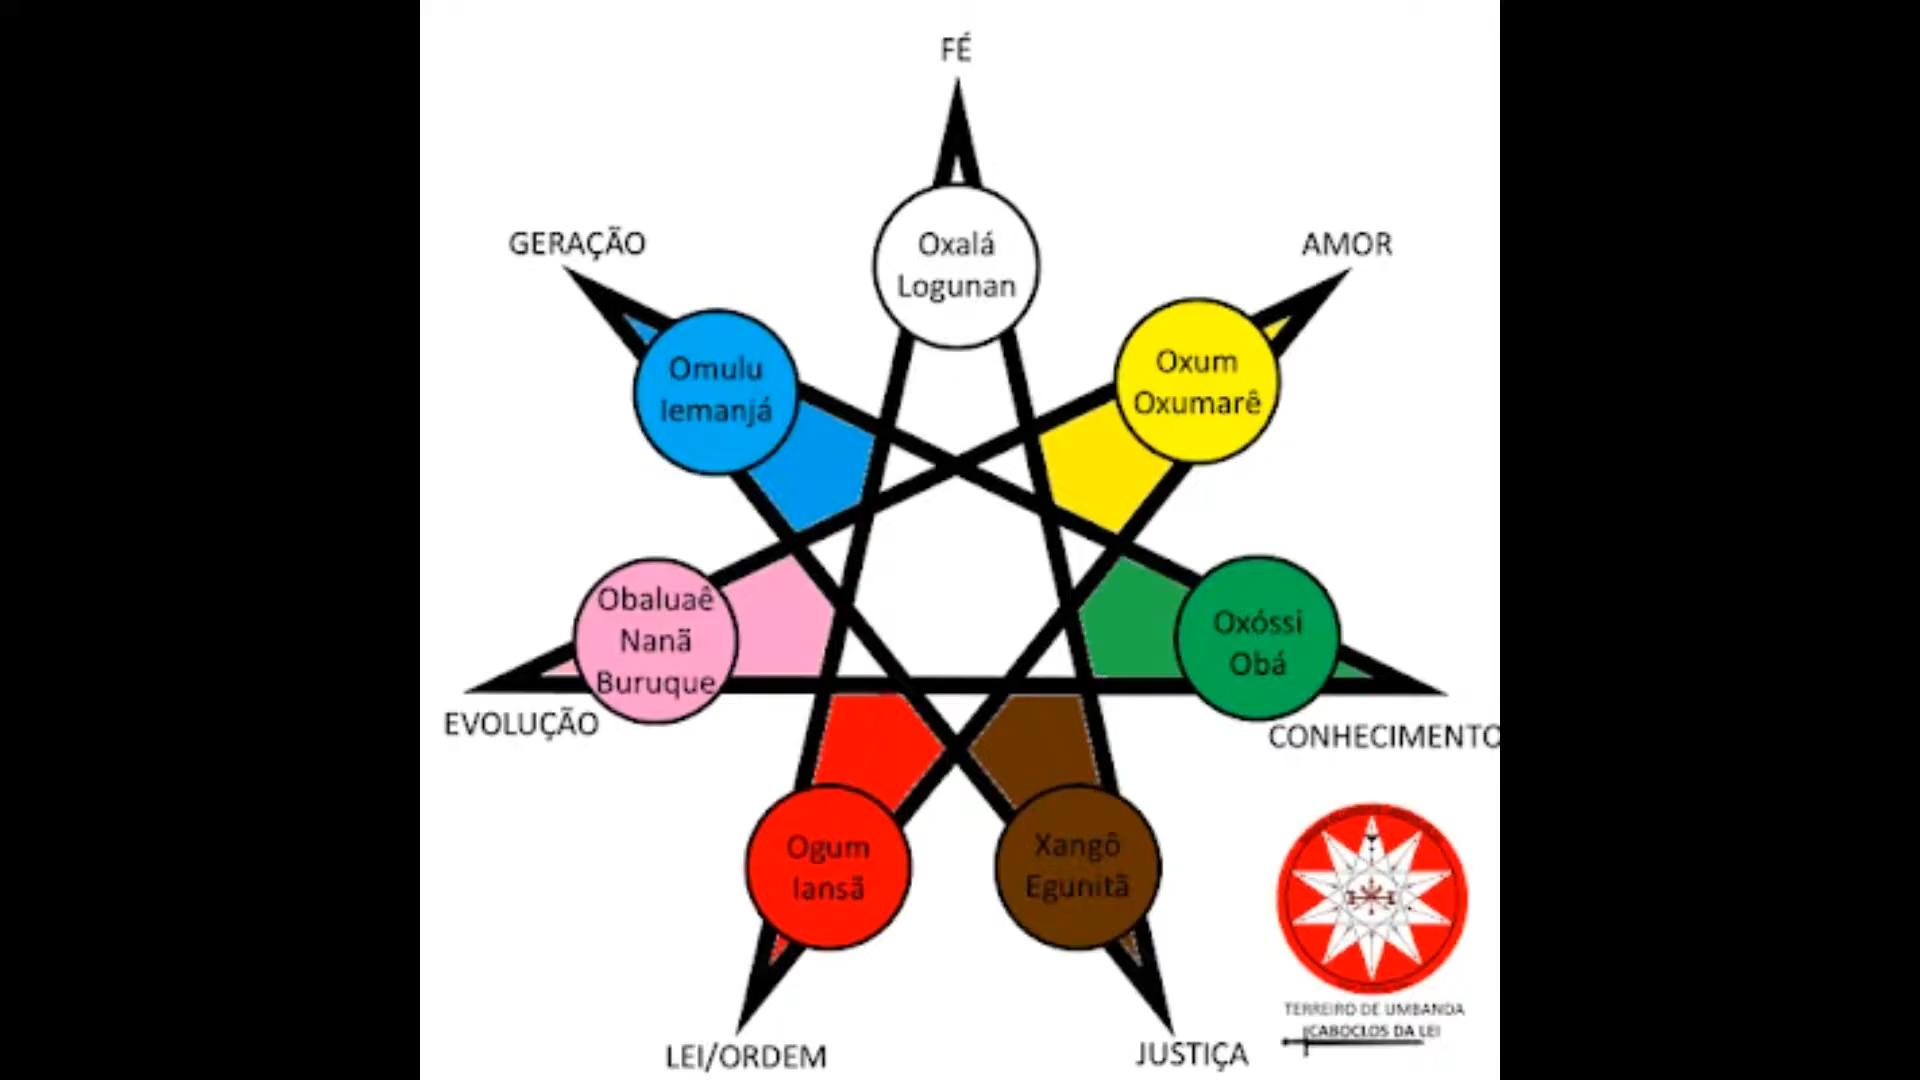 FÉ
GERAÇÃO
AMOR
Oxalá
Logunan
Omulu
Iemanjá
Oxum
Oxumarê
Obaluaê
Nanã
Buruque
Oxóssi
Obá
EVOLUÇÃO
CONHECIMENTO
Ogum
Iansã
Xangô
Egunitã
LEI/ORDEM
JUSTIÇA
TERREIRO DE UMBANDA
CABOCLOS DA LEI